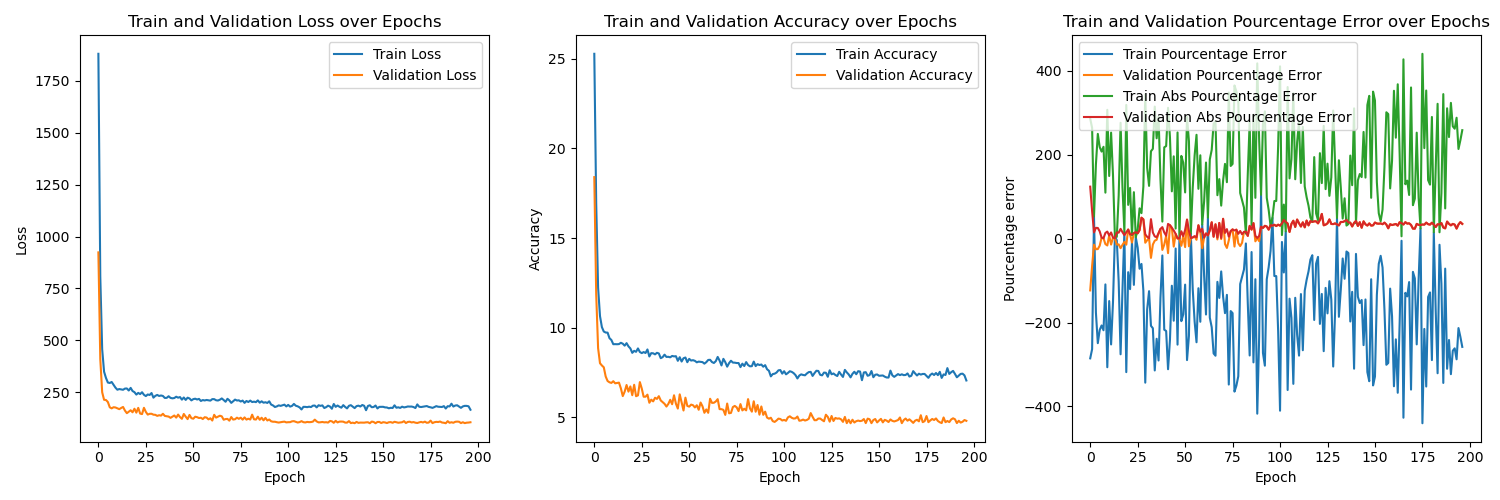 Train and Validation Loss over Epochs
Train Loss
Validation Loss
1750
1500
1250
1000
750
500
250
Loss
0 25 50 75 100 125 150 175 200
Epoch
Train and Validation Accuracy over Epochs
Train Accuracy
Validation Accuracy
25
20
15
10
5
Accuracy
0 25 50 75 100 125 150 175 200
Epoch
Train and Validation Pourcentage Error over Epochs
Train Pourcentage Error
Validation Pourcentage Error
Train Abs Pourcentage Error
Validation Abs Pourcentage Error
400
200
0
−200
−400
Pourcentage error
0 25 50 75 100 125 150 175 200
Epoch